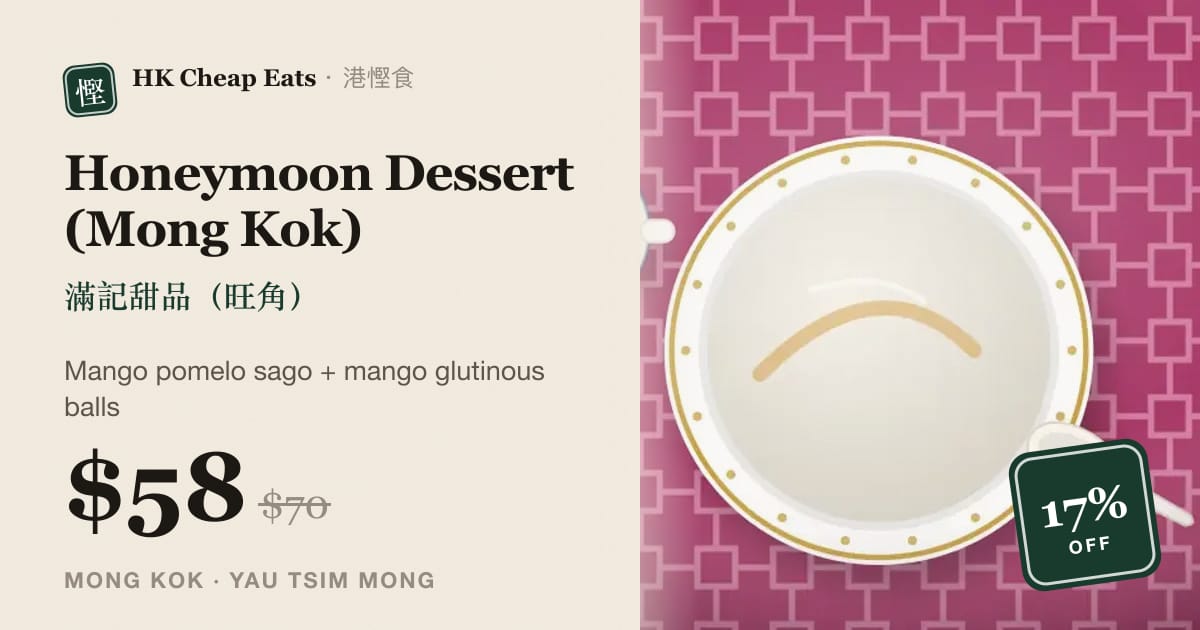 慳
HK Cheap Eats · 港慳食
Honeymoon Dessert
(Mong Kok)
滿記甜品（旺角）
Mango pomelo sago + mango glutinous
balls
$58 $70
MONG KOK · YAU TSIM MONG
17%
OFF